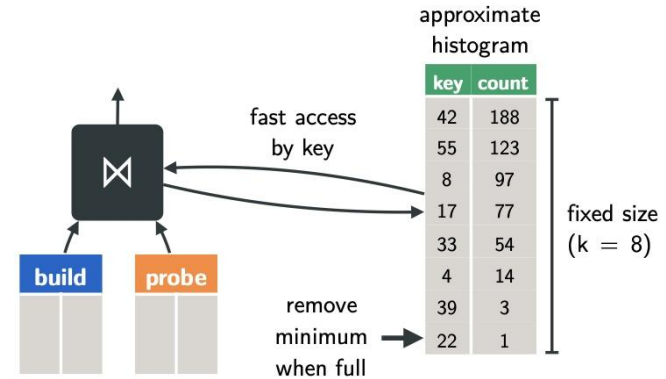 approximate
histogram
key count
42 188
55 123
8 97
17 77
33 54
4 14
39 3
22 1
fast access
by key
⋈
build
probe
fixed size
(k = 8)
remove
minimum
when full